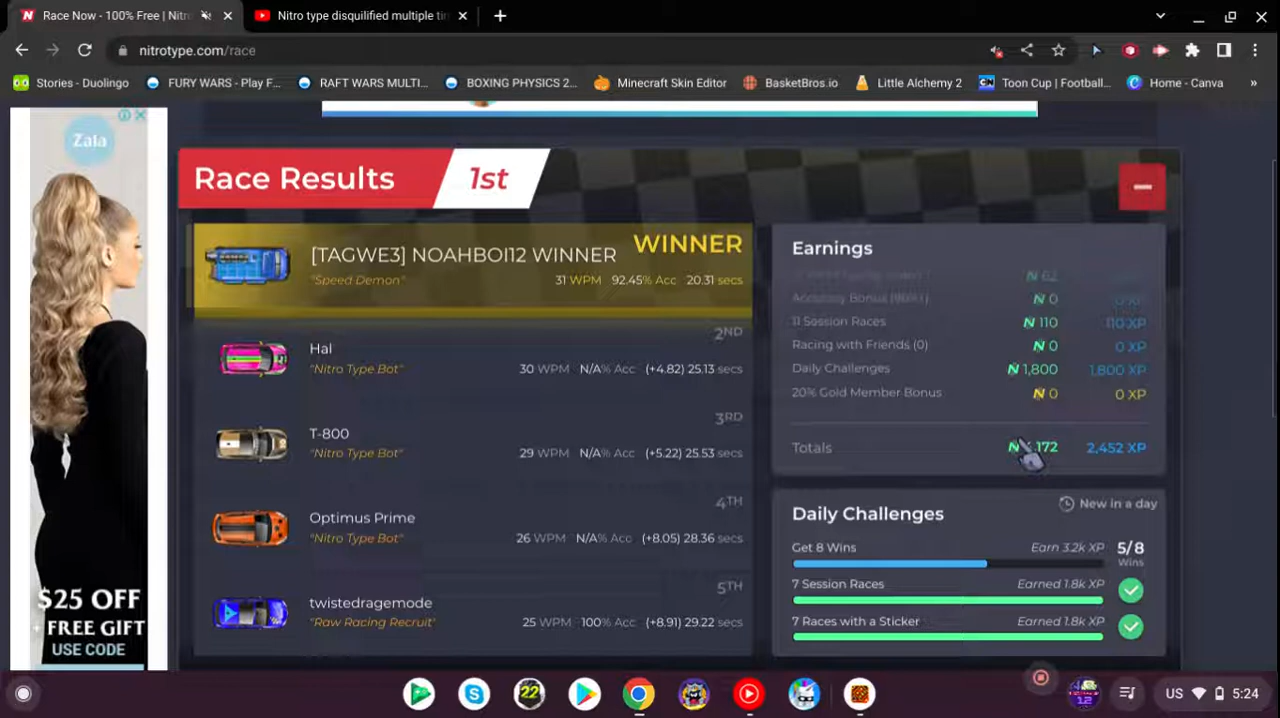 Race Now - 100% Free | Nitro
Nitro type disquilified multiple tim
nitrotype.com/race
Stories - Duolingo
FURY WARS - Play F...
RAFT WARS MULTI...
BOXING PHYSICS 2...
Minecraft Skin Editor
BasketBros.io
Little Alchemy 2
Toon Cup | Football...
Home - Canva
»
Zala
$25 OFF
+ FREE GIFT
USE CODE
Race Results
1st
WINNER
[TAGWE3] NOAHBOI12 WINNER
"Speed Demon"
31 WPM 92.45% Acc 20.31 secs
2ND
Hal
"Nitro Type Bot"
30 WPM N/A% Acc (+4.82) 25.13 secs
3RD
T-800
"Nitro Type Bot"
29 WPM N/A% Acc (+5.22) 25.53 secs
4TH
Optimus Prime
"Nitro Type Bot"
26 WPM N/A% Acc (+8.05) 28.36 secs
5TH
twistedragemode
"Raw Racing Recruit"
25 WPM 100% Acc (+8.91) 29.22 secs
Earnings
N 62
Accuracy Bonus N 0 0 XP
11 Session Races N 110 110 XP
Racing with Friends (0) N 0 0 XP
Daily Challenges N 1,800 1,800 XP
20% Gold Member Bonus N 0 0 XP
Totals 172 2,452 XP
Daily Challenges
New in a day
Get 8 Wins Earn 3.2k XP 5/8
Wins
7 Session Races Earned 1.8k XP
7 Races with a Sticker Earned 1.8k XP
22
12
US 5:24